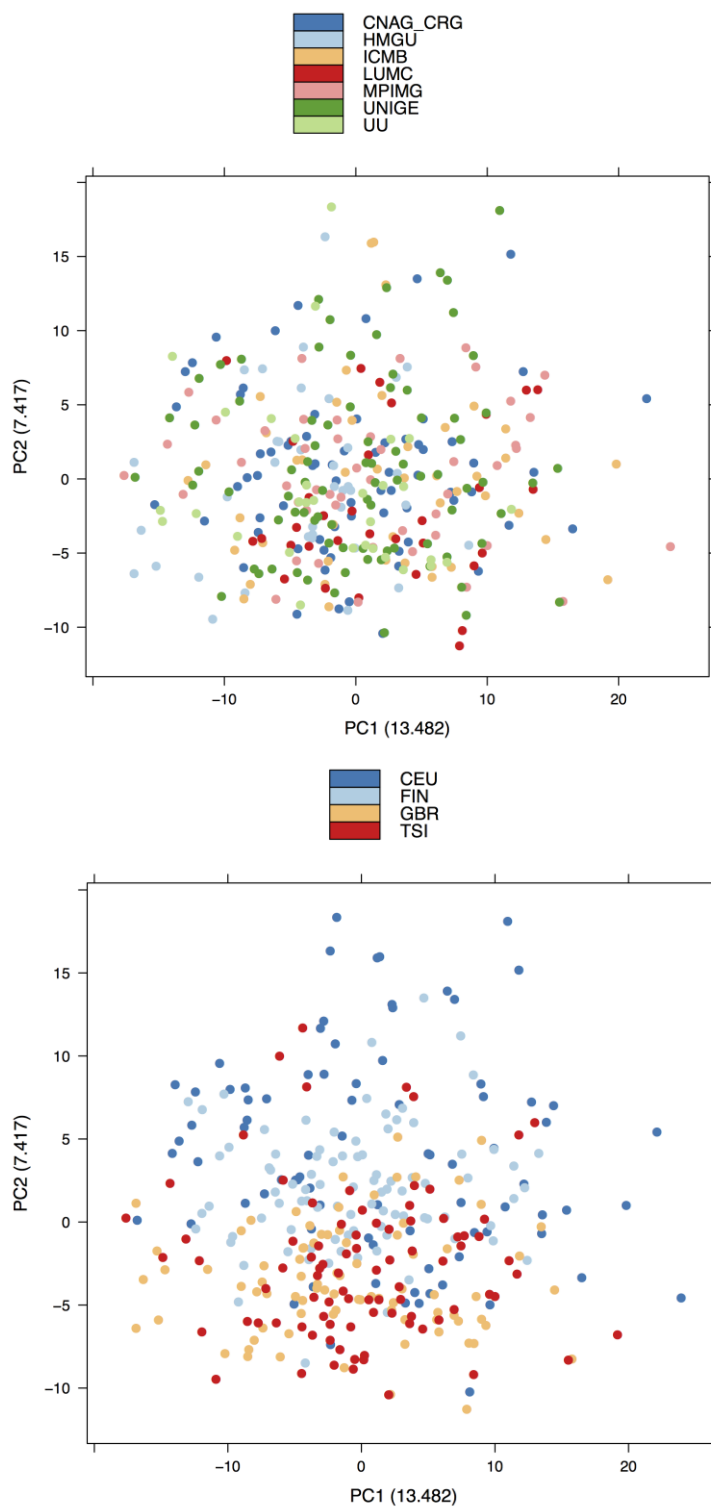 CNAG_CRG
HMGU
ICMB
LUMC
MPIMG
UNIGE
UU
15
10
5
0
−5
−10
PC2 (7.417)
−10 0 10 20
PC1 (13.482)
CEU
FIN
GBR
TSI
15
10
5
0
−5
−10
PC2 (7.417)
−10 0 10 20
PC1 (13.482)